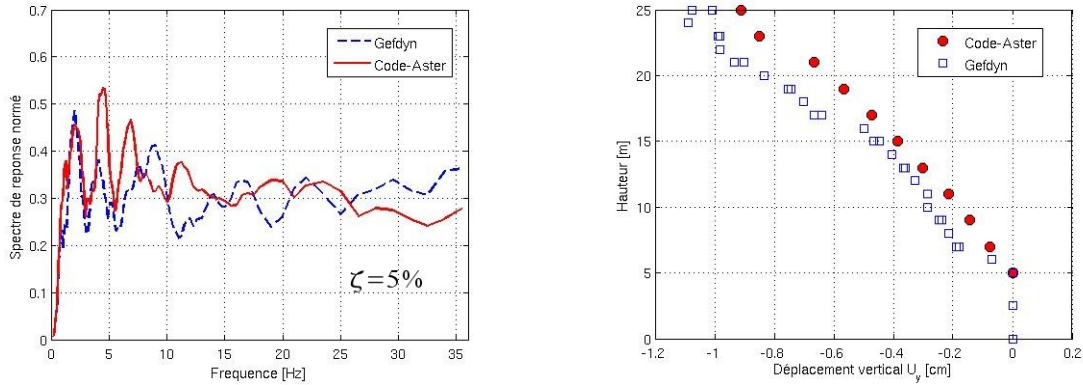 0.7
0.6
0.5
0.4
0.3
0.2
0.1
0
Spectre de reponse normé
Gefdyn
Code-Aster
ζ=5%
0 5 10 15 20 25 30 35
Frequence [Hz]
25
20
15
10
5
0
Hauteur [m]
Code-Aster
Gefdyn
-1.2 -1 -0.8 -0.6 -0.4 -0.2 0 0.2
Déplacement vertical U_y [cm]